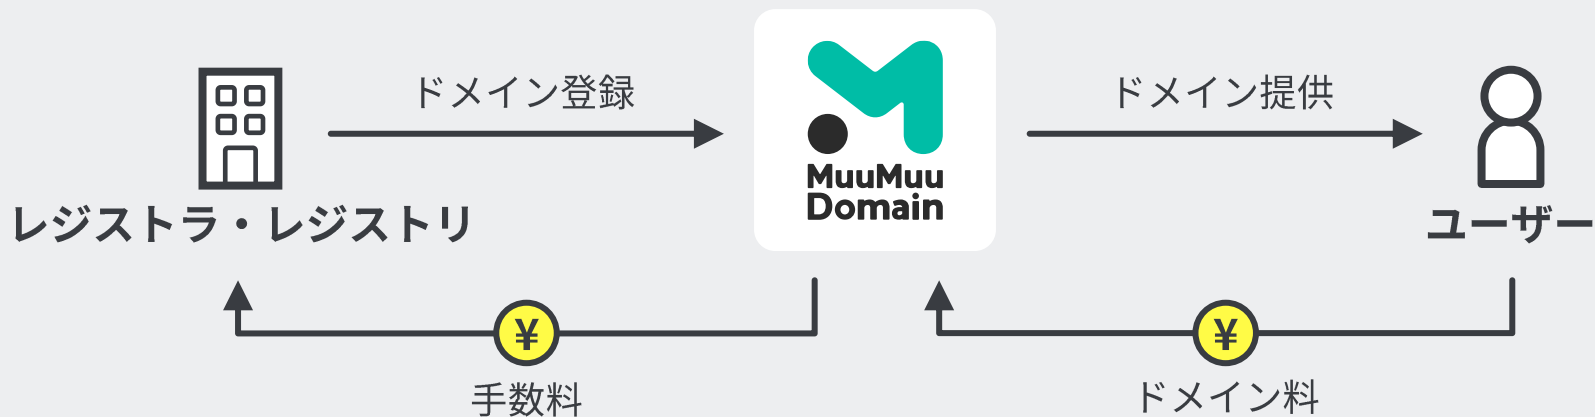 ドメイン登録
ドメイン提供
MuuMuu
Domain
レジストラ・レジストリ
ユーザー
¥
¥
手数料
ドメイン料